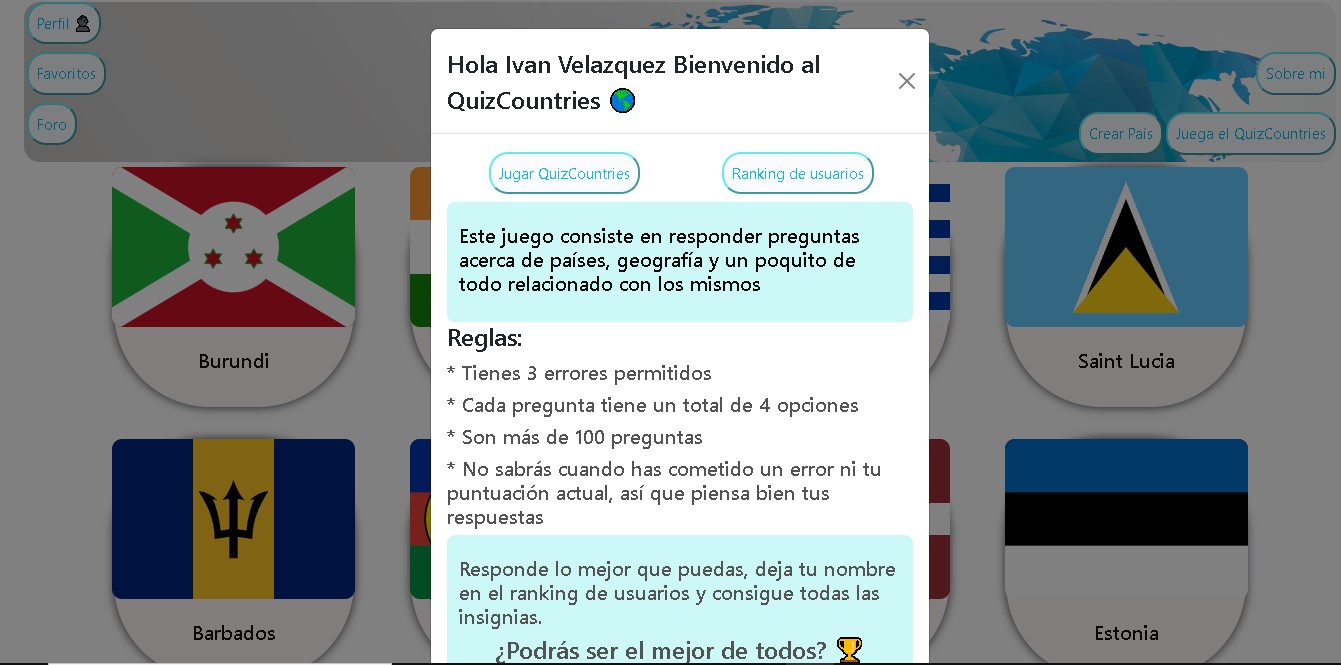 Perfil
Favoritos
Foro
Sobre mi
Crear País
Juega el QuizCountries
Hola Ivan Velazquez Bienvenido al
QuizCountries
Jugar QuizCountries
Ranking de usuarios
Este juego consiste en responder preguntas
acerca de países, geografía y un poquito de
todo relacionado con los mismos
Reglas:
* Tienes 3 errores permitidos
* Cada pregunta tiene un total de 4 opciones
* Son más de 100 preguntas
* No sabrás cuando has cometido un error ni tu
puntuación actual, así que piensa bien tus
respuestas
Responde lo mejor que puedas, deja tu nombre
en el ranking de usuarios y consigue todas las
insignias.
¿Podrás ser el mejor de todos?
Burundi
Saint Lucia
Barbados
Estonia